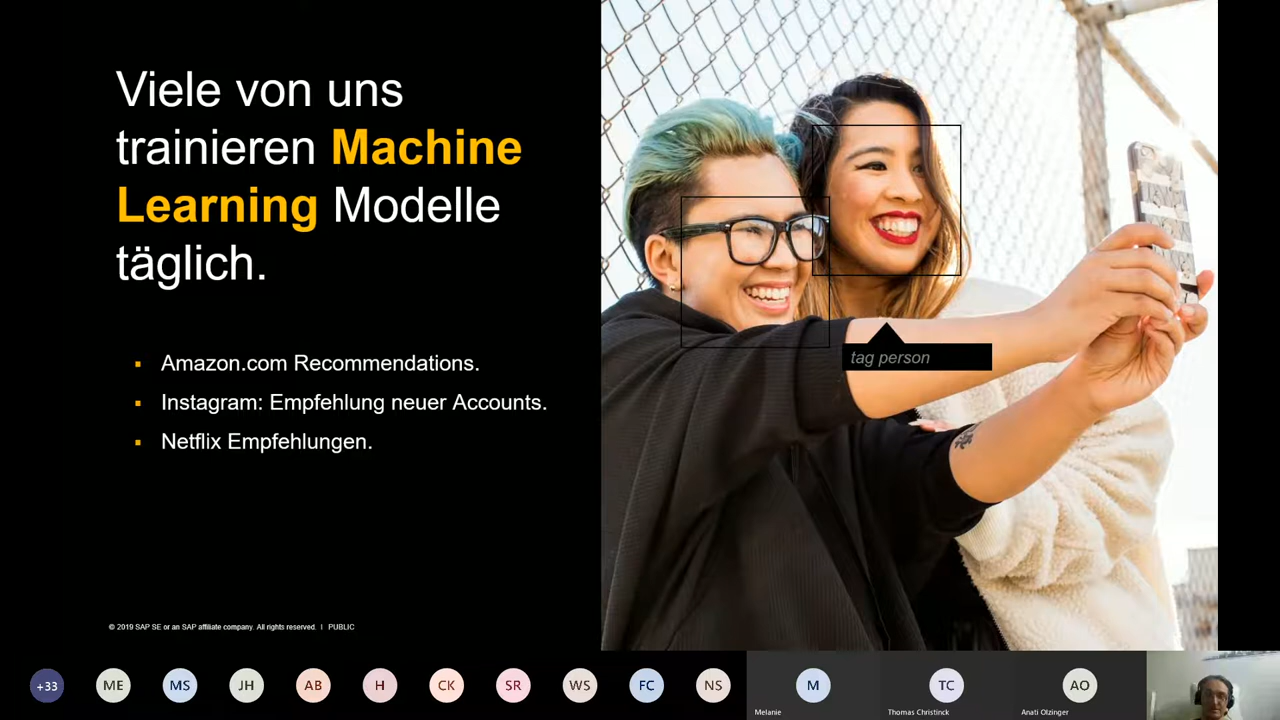 Viele von uns
trainieren Machine
Learning Modelle
täglich.
▪ Amazon.com Recommendations.
▪ Instagram: Empfehlung neuer Accounts.
▪ Netflix Empfehlungen.
tag person
© 2019 SAP SE or an SAP affiliate company. All rights reserved. I PUBLIC
+33 ME MS JH AB H CK SR WS FC NS M TC AO
Melanie Thomas Christinck Anati Olzinger